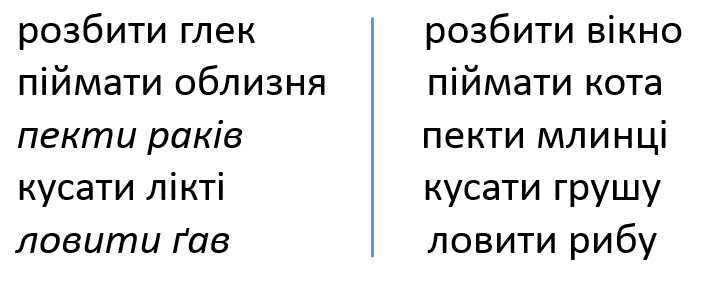 розбити глек
піймати облизня
пекти раків
кусати лікті
ловити ґав
розбити вікно
піймати кота
пекти млинці
кусати грушу
ловити рибу